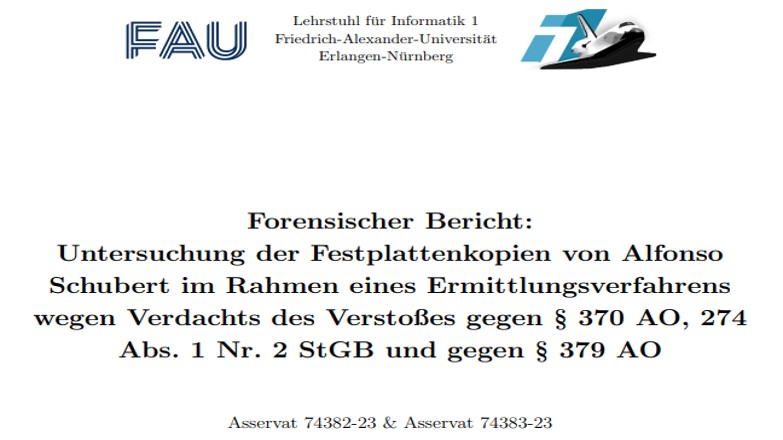 FAU
Lehrstuhl für Informatik 1
Friedrich-Alexander-Universität
Erlangen-Nürnberg
i1
Forensischer Bericht:
Untersuchung der Festplattenkopien von Alfonso
Schubert im Rahmen eines Ermittlungsverfahrens
wegen Verdachts des Verstoßes gegen § 370 AO, 274
Abs. 1 Nr. 2 StGB und gegen § 379 AO
Asservat 74382-23 & Asservat 74383-23